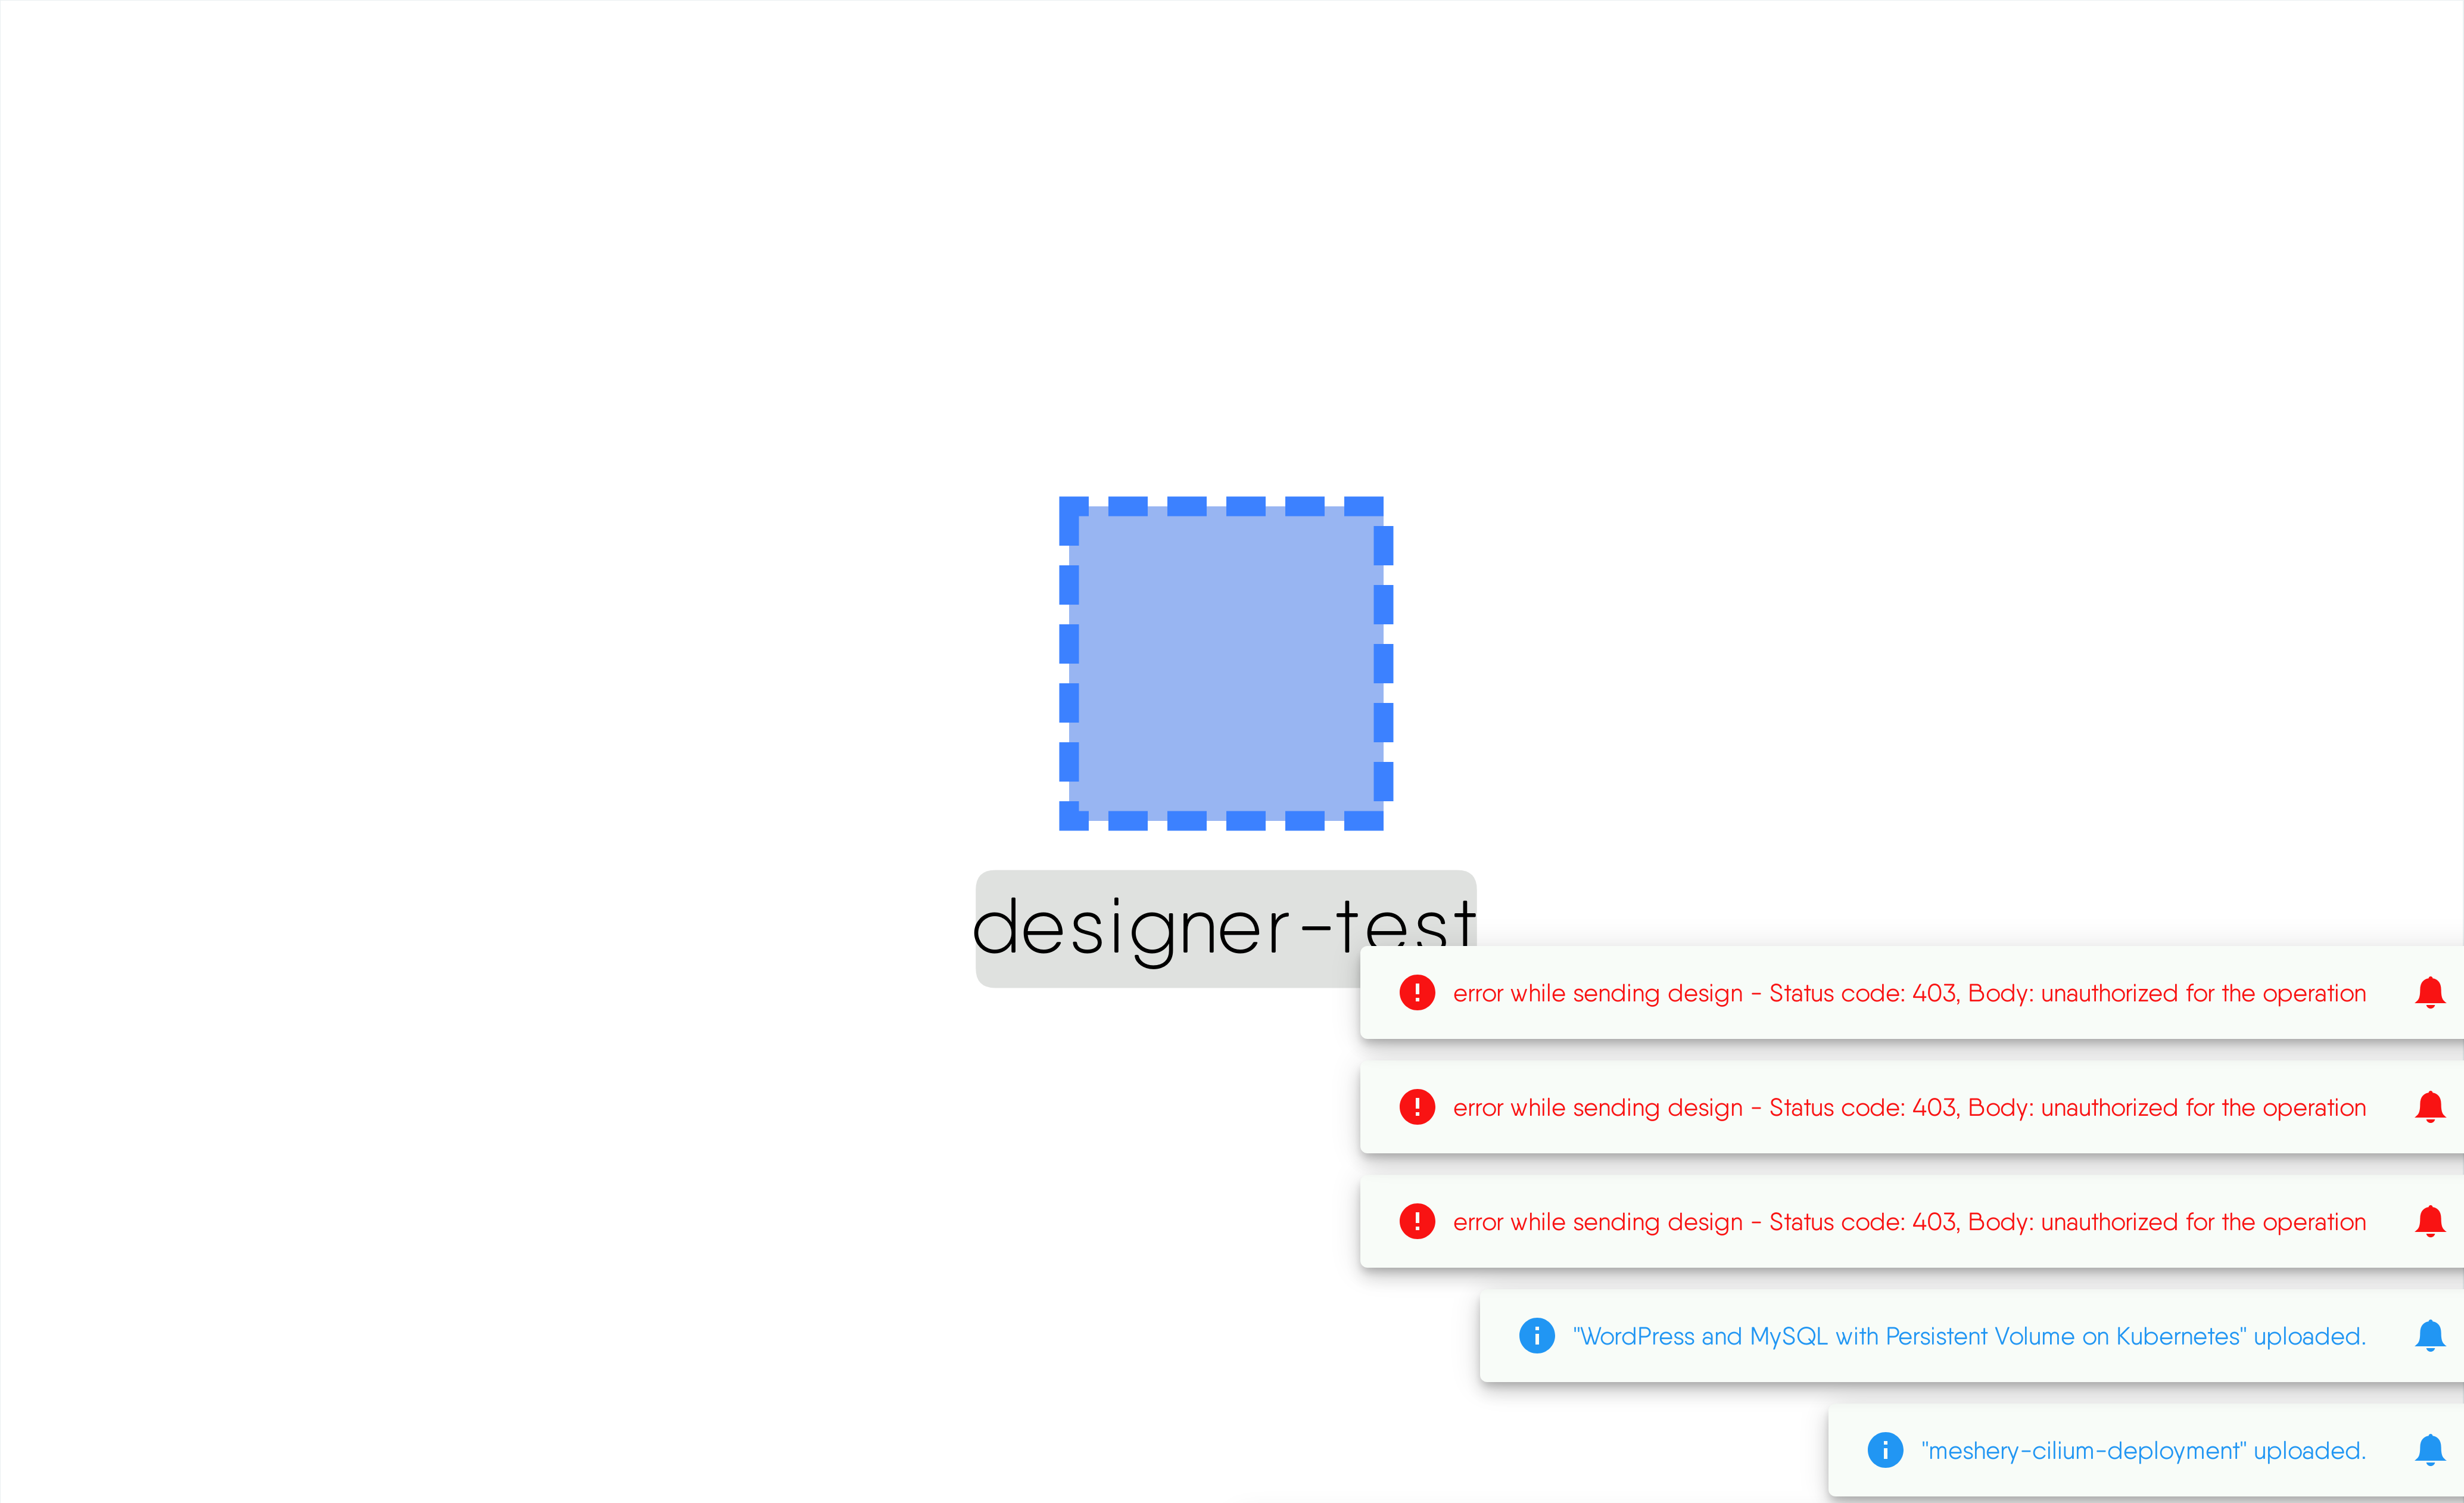 designer-test
error while sending design - Status code: 403, Body: unauthorized for the operation
error while sending design - Status code: 403, Body: unauthorized for the operation
error while sending design - Status code: 403, Body: unauthorized for the operation
"WordPress and MySQL with Persistent Volume on Kubernetes" uploaded.
"meshery-cilium-deployment" uploaded.